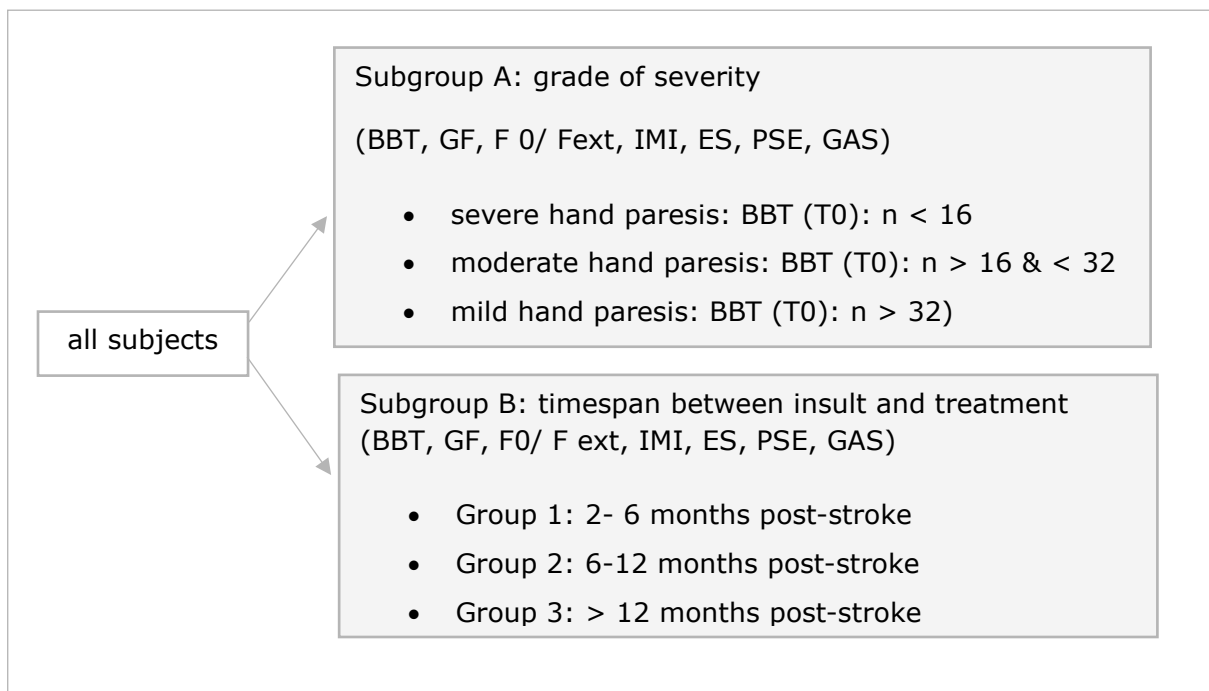 all subjects
Subgroup A: grade of severity
(BBT, GF, F 0/ Fext, IMI, ES, PSE, GAS)
• severe hand paresis: BBT (T0): n < 16
• moderate hand paresis: BBT (T0): n > 16 & < 32
• mild hand paresis: BBT (T0): n > 32)
Subgroup B: timespan between insult and treatment
(BBT, GF, F0/ F ext, IMI, ES, PSE, GAS)
• Group 1: 2- 6 months post-stroke
• Group 2: 6-12 months post-stroke
• Group 3: > 12 months post-stroke